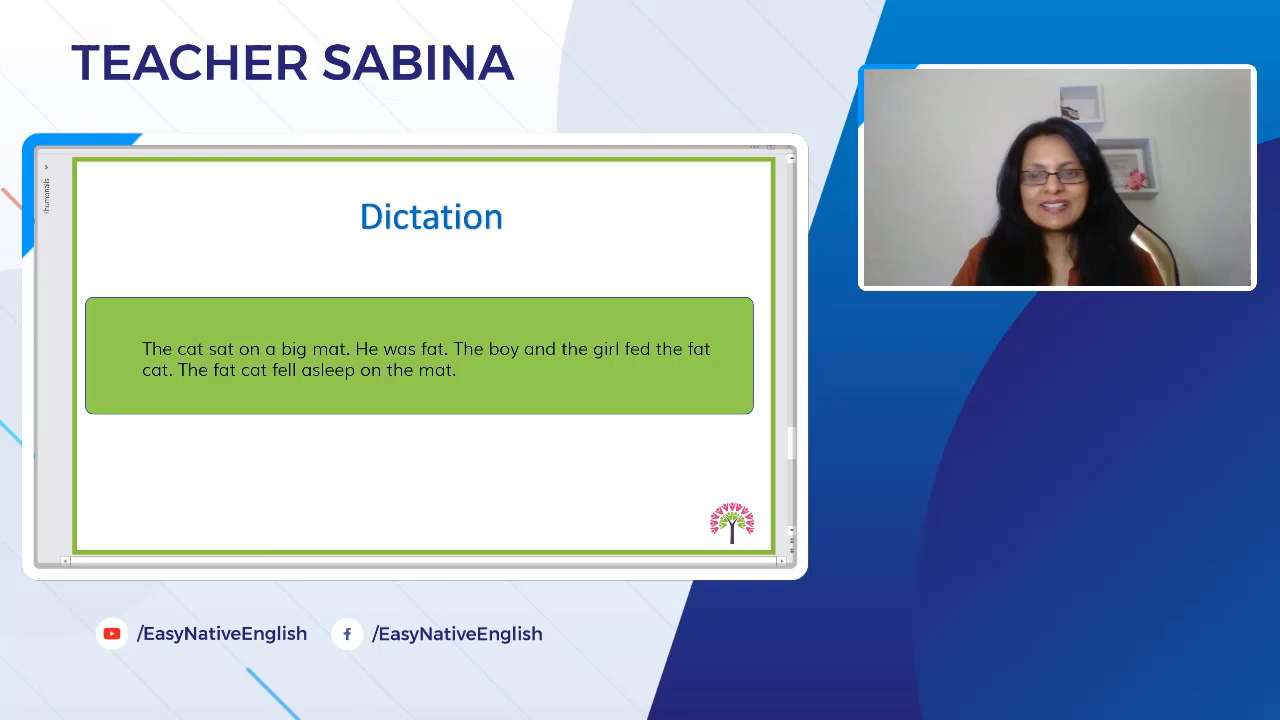 TEACHER SABINA
Thumbnails
Dictation
The cat sat on a big mat. He was fat. The boy and the girl fed the fat
cat. The fat cat fell asleep on the mat.
/EasyNativeEnglish
/EasyNativeEnglish